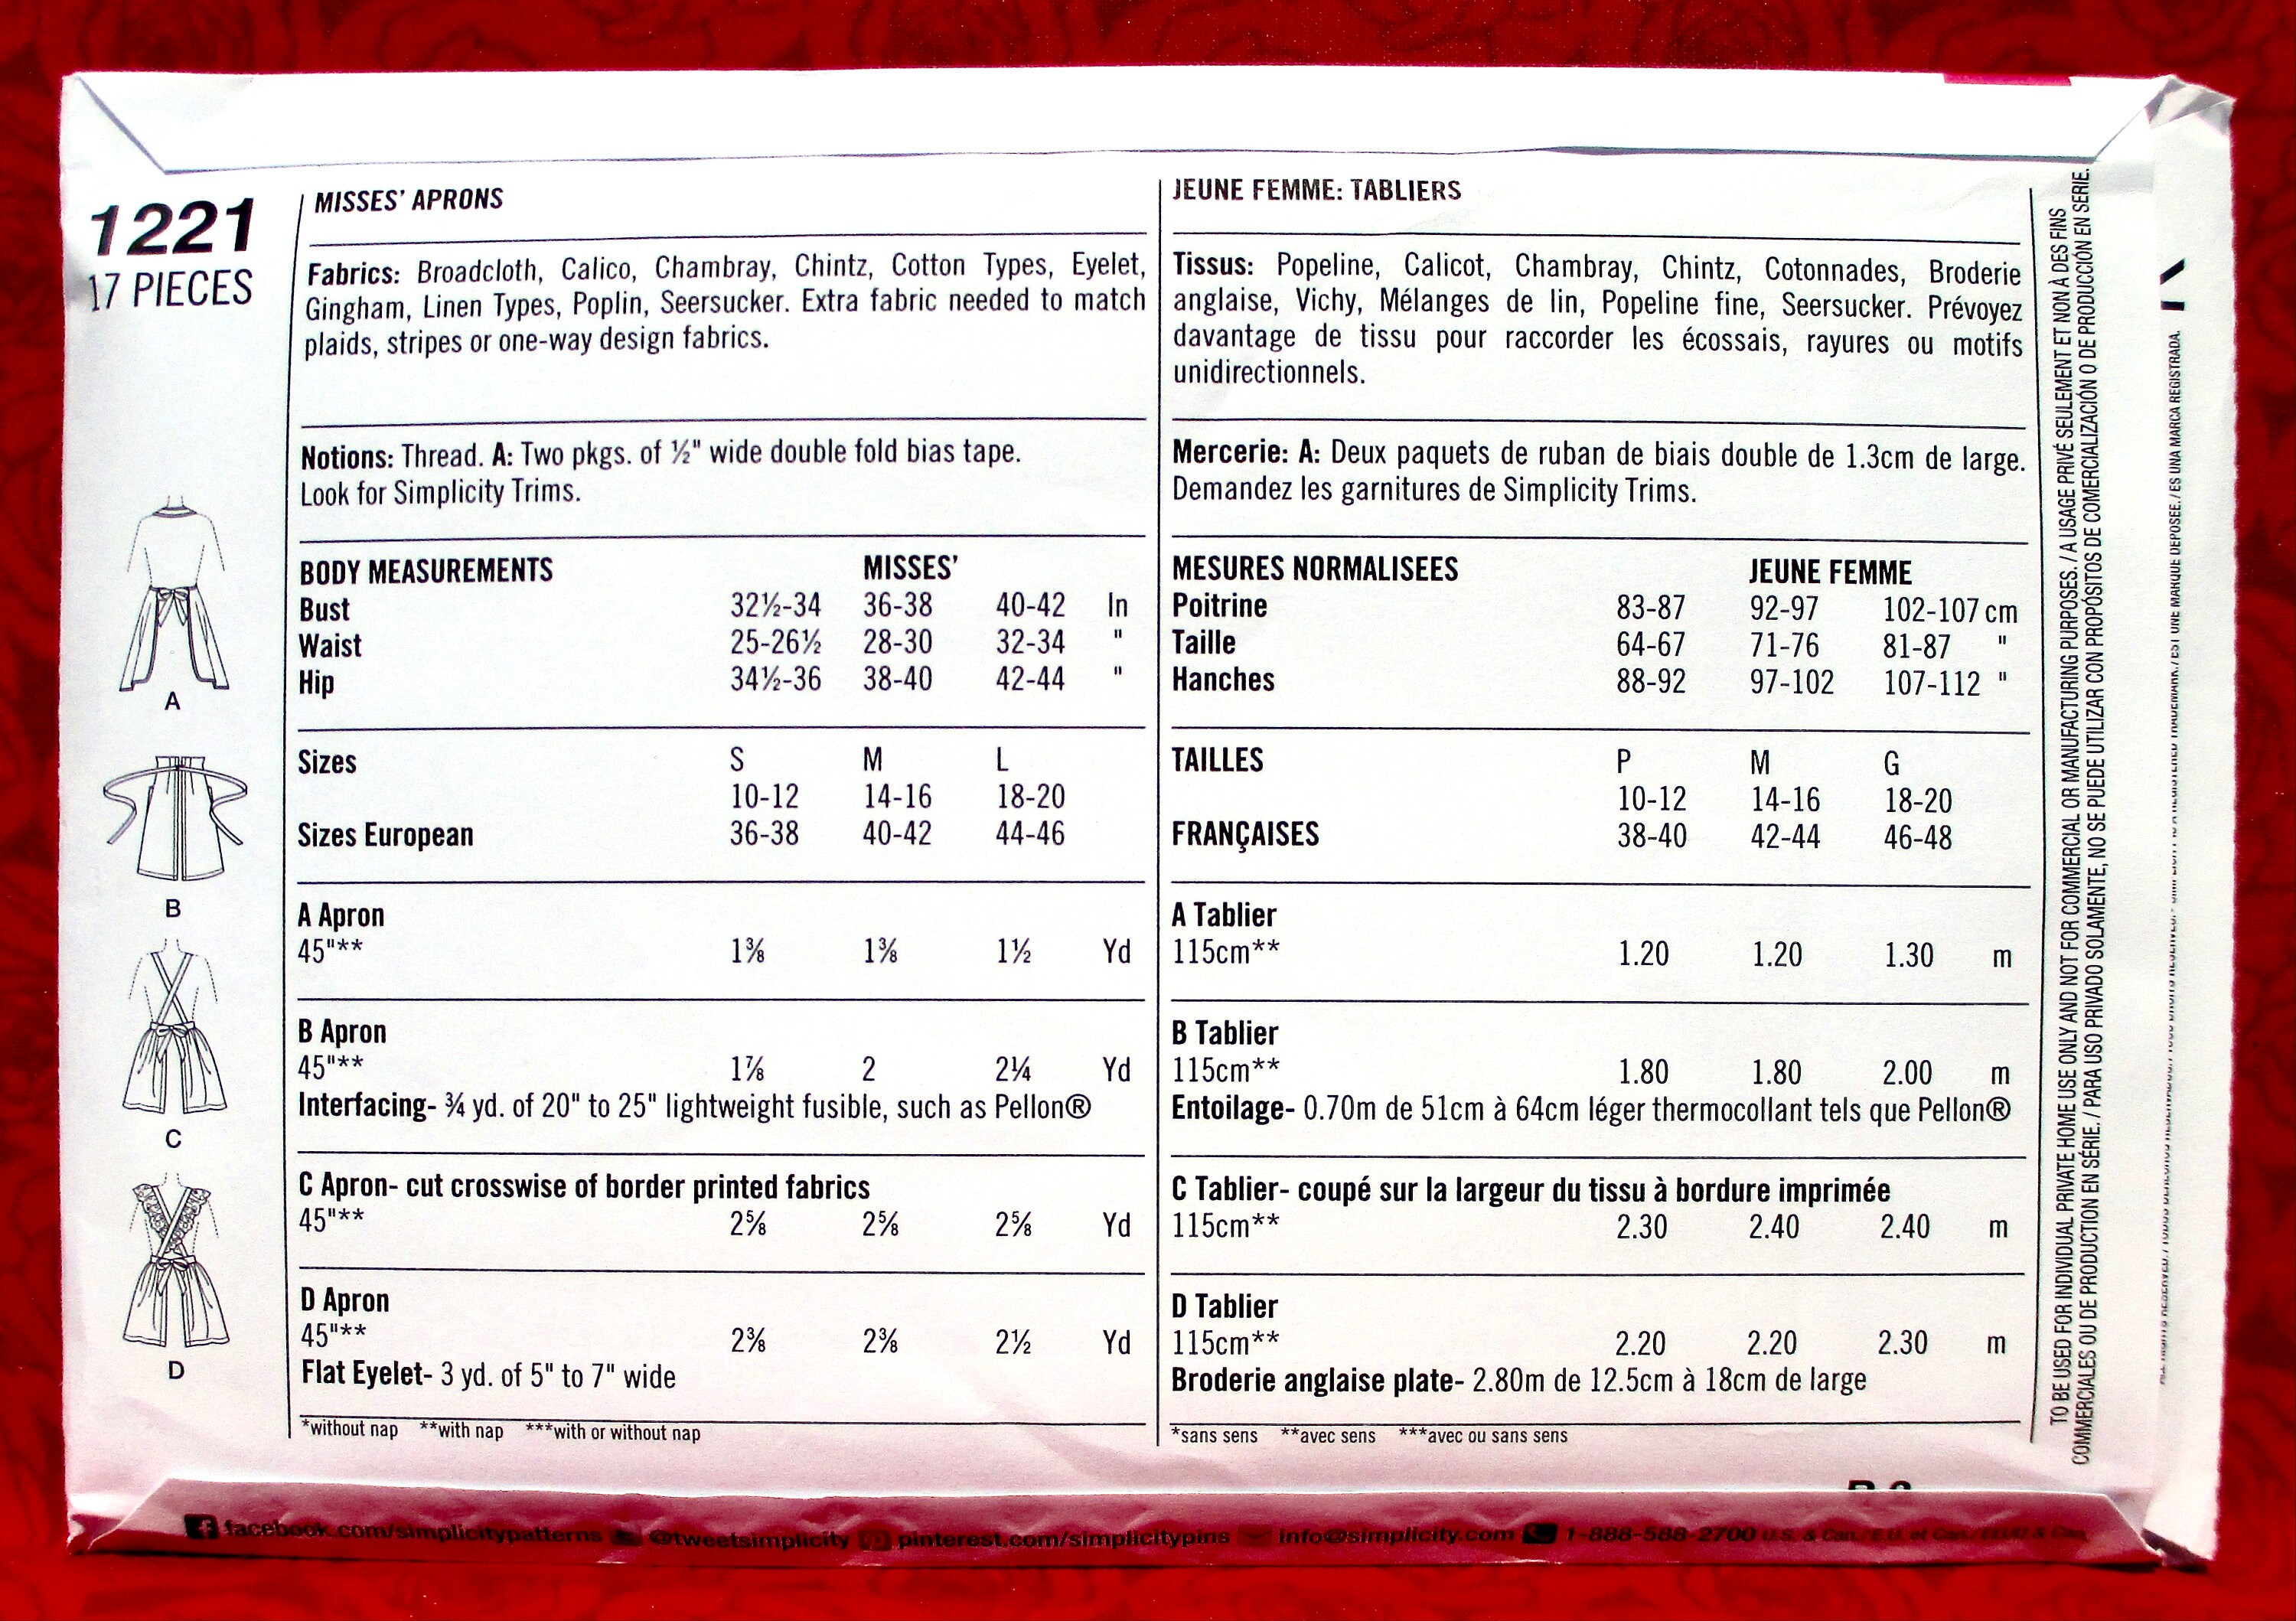 1221
17 PIECES
A
B
C
D
MISSES' APRONS
Fabrics: Broadcloth, Calico, Chambray, Chintz, Cotton Types, Eyelet,
Gingham, Linen Types, Poplin, Seersucker. Extra fabric needed to match
plaids, stripes or one-way design fabrics.
Notions: Thread. A: Two pkgs. of ½" wide double fold bias tape.
Look for Simplicity Trims.
BODY MEASUREMENTS MISSES'
Bust 32½-34 36-38 40-42 In
Waist 25-26½ 28-30 32-34 "
Hip 34½-36 38-40 42-44 "
Sizes S M L
10-12 14-16 18-20
Sizes European 36-38 40-42 44-46
A Apron
45"** 1⅜ 1⅜ 1½ Yd
B Apron
45"** 1⅞ 2 2¼ Yd
Interfacing- ¾ yd. of 20" to 25" lightweight fusible, such as Pellon®
C Apron- cut crosswise of border printed fabrics
45"** 2⅝ 2⅝ 2⅝ Yd
D Apron
45"** 2⅜ 2⅜ 2½ Yd
Flat Eyelet- 3 yd. of 5" to 7" wide
*without nap **with nap ***with or without nap
JEUNE FEMME: TABLIERS
Tissus: Popeline, Calicot, Chambray, Chintz, Cotonnades, Broderie
anglaise, Vichy, Mélanges de lin, Popeline fine, Seersucker. Prévoyez
davantage de tissu pour raccorder les écossais, rayures ou motifs
unidirectionnels.
Mercerie: A: Deux paquets de ruban de biais double de 1.3cm de large.
Demandez les garnitures de Simplicity Trims.
MESURES NORMALISEES JEUNE FEMME
Poitrine 83-87 92-97 102-107 cm
Taille 64-67 71-76 81-87 "
Hanches 88-92 97-102 107-112 "
TAILLES P M G
10-12 14-16 18-20
FRANÇAISES 38-40 42-44 46-48
A Tablier
115cm** 1.20 1.20 1.30 m
B Tablier
115cm** 1.80 1.80 2.00 m
Entoilage- 0.70m de 51cm à 64cm léger thermocollant tels que Pellon®
C Tablier- coupé sur la largeur du tissu à bordure imprimée
115cm** 2.30 2.40 2.40 m
D Tablier
115cm** 2.20 2.20 2.30 m
Broderie anglaise plate- 2.80m de 12.5cm à 18cm de large
*sans sens **avec sens ***avec ou sans sens
TO BE USED FOR INDIVIDUAL PRIVATE HOME USE ONLY AND NOT FOR COMMERCIAL OR MANUFACTURING PURPOSES. / A USAGE PRIVÉ SEULEMENT ET NON À DES FINS
COMMERCIALES OU DE PRODUCTION EN SÉRIE. / PARA USO PRIVADO SOLAMENTE, NO SE PUEDE UTILIZAR CON PROPÓSITOS DE COMERCIALIZACIÓN O DE PRODUCCIÓN EN SERIE.
EST UNE MARQUE DEPOSEE. / ES UNA MARCA REGISTRADA.
facebook.com/simplicitypatterns @tweetsimplicity pinterest.com/simplicitypins info@simplicity.com 1-888-588-2700 U.S. & Can./E.U. et Can./EEUU & Can.